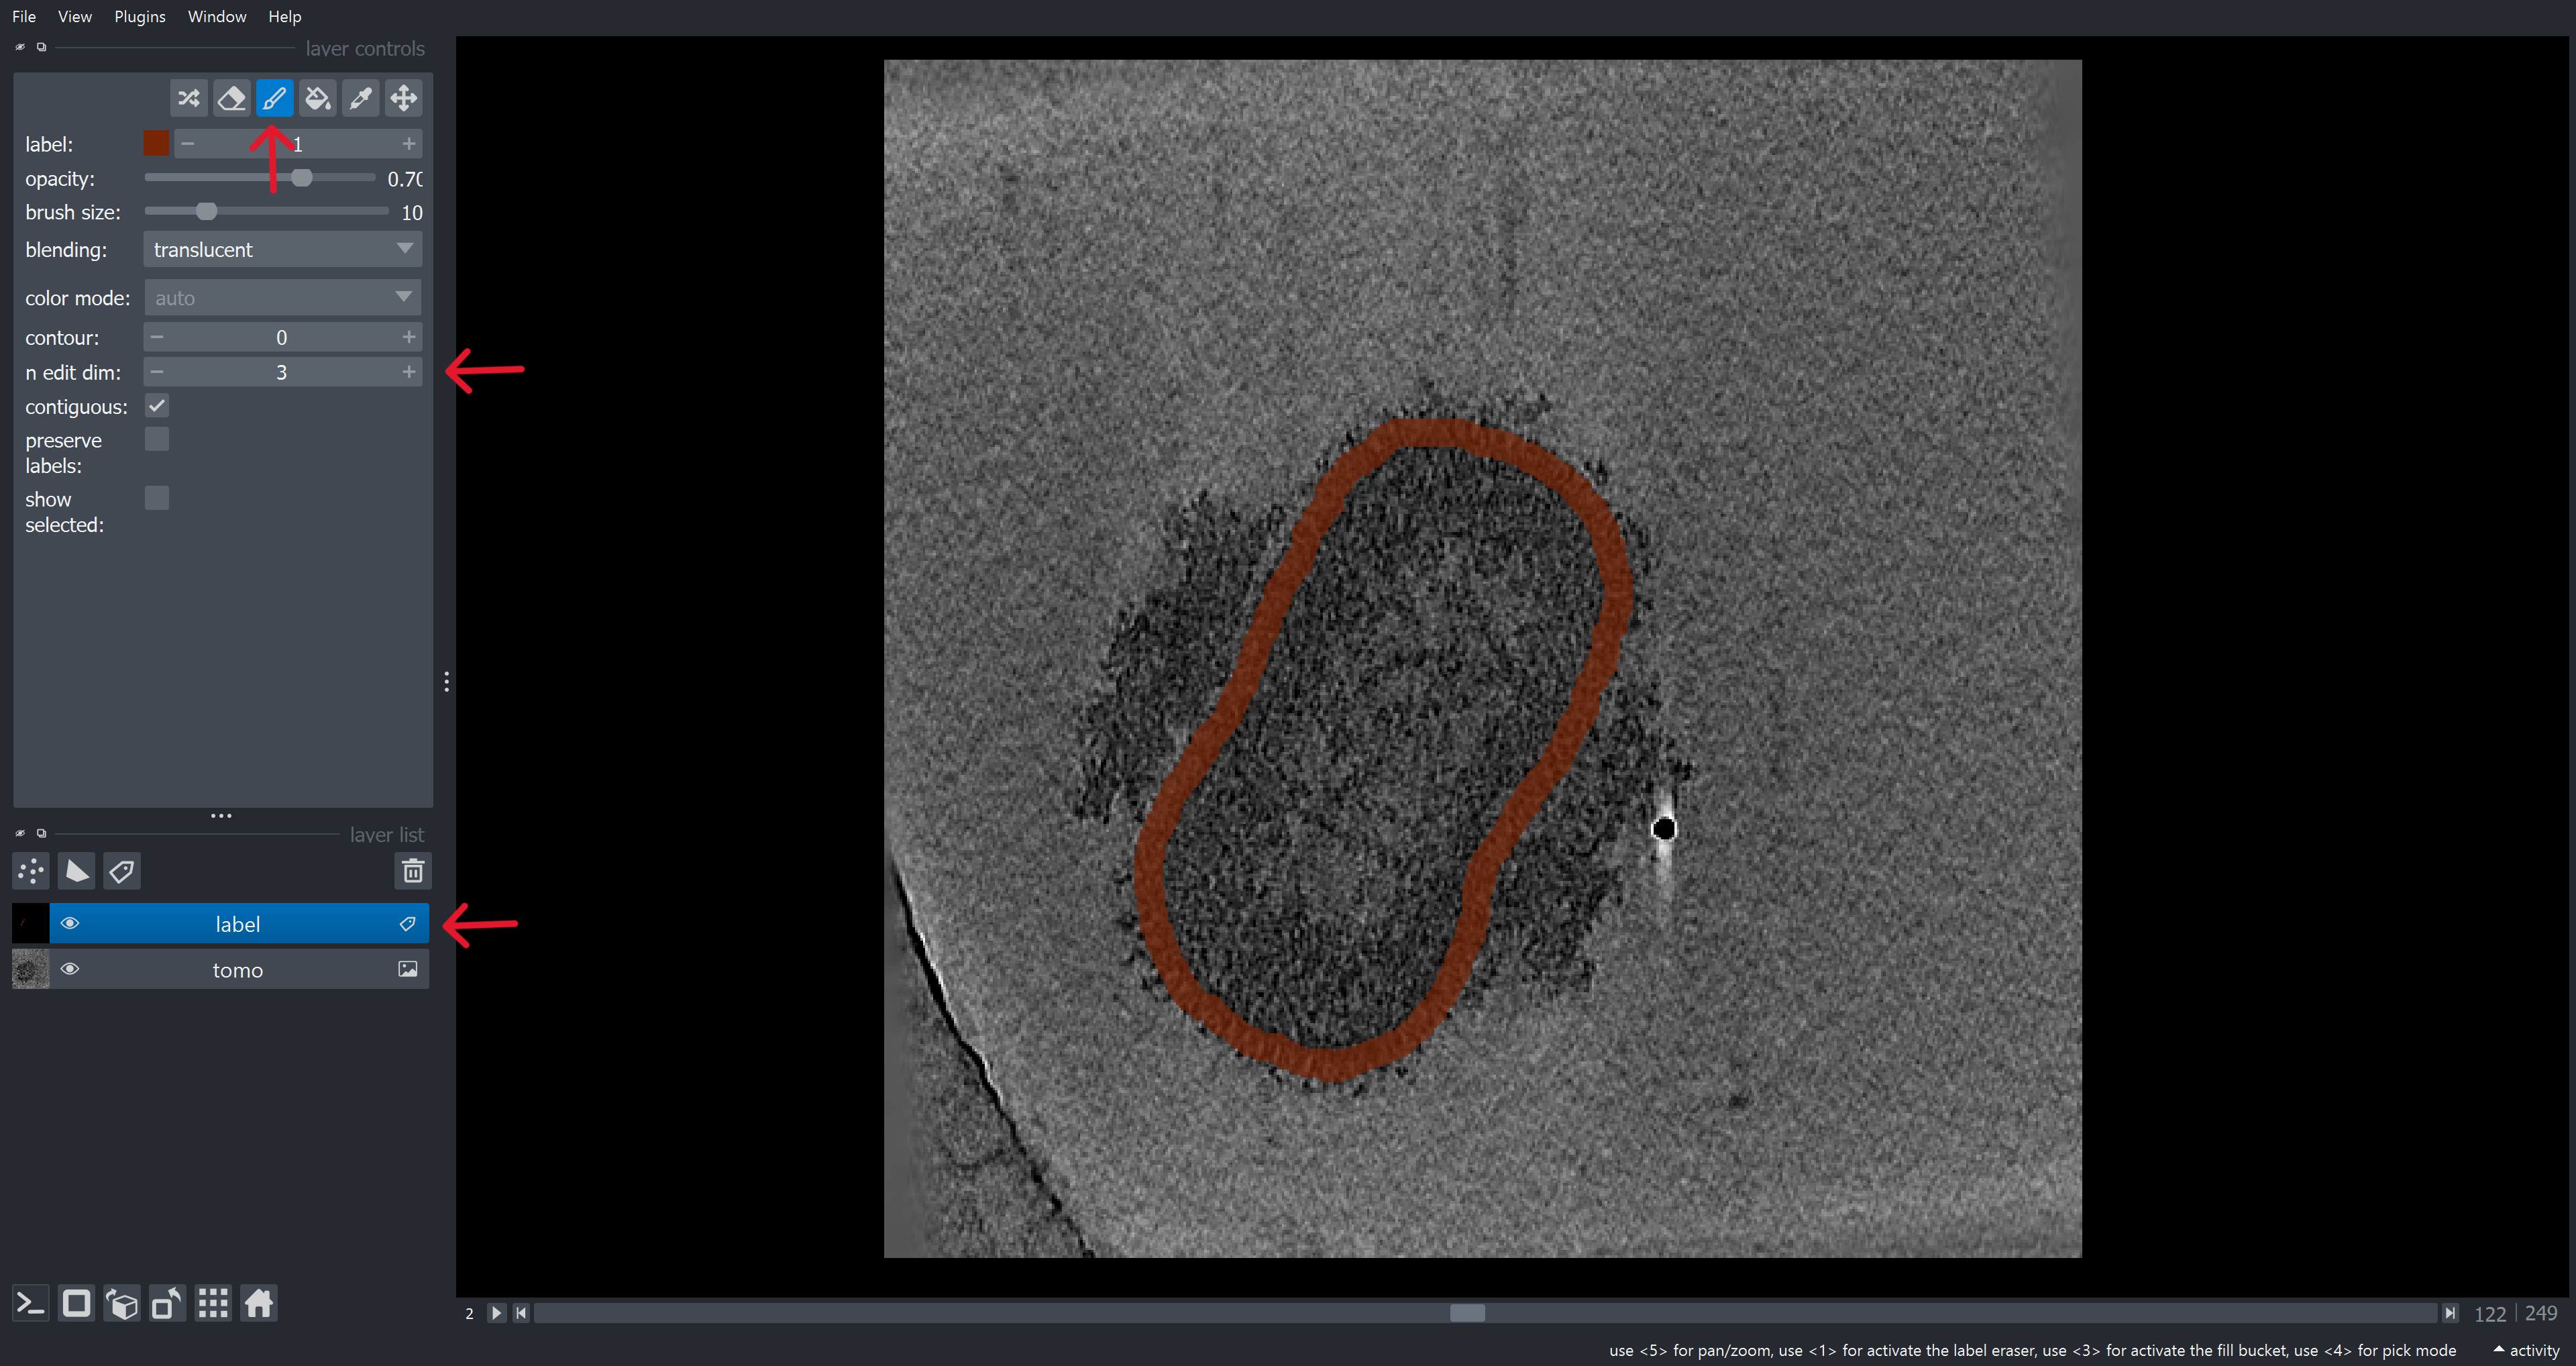 File View Plugins Window Help
layer controls
label: 1
opacity: 0.70
brush size: 10
blending: translucent
color mode: auto
contour: 0
n edit dim: 3
contiguous:
preserve
labels:
show
selected:
layer list
label
tomo
2 122 249
use <5> for pan/zoom, use <1> for activate the label eraser, use <3> for activate the fill bucket, use <4> for pick mode activity